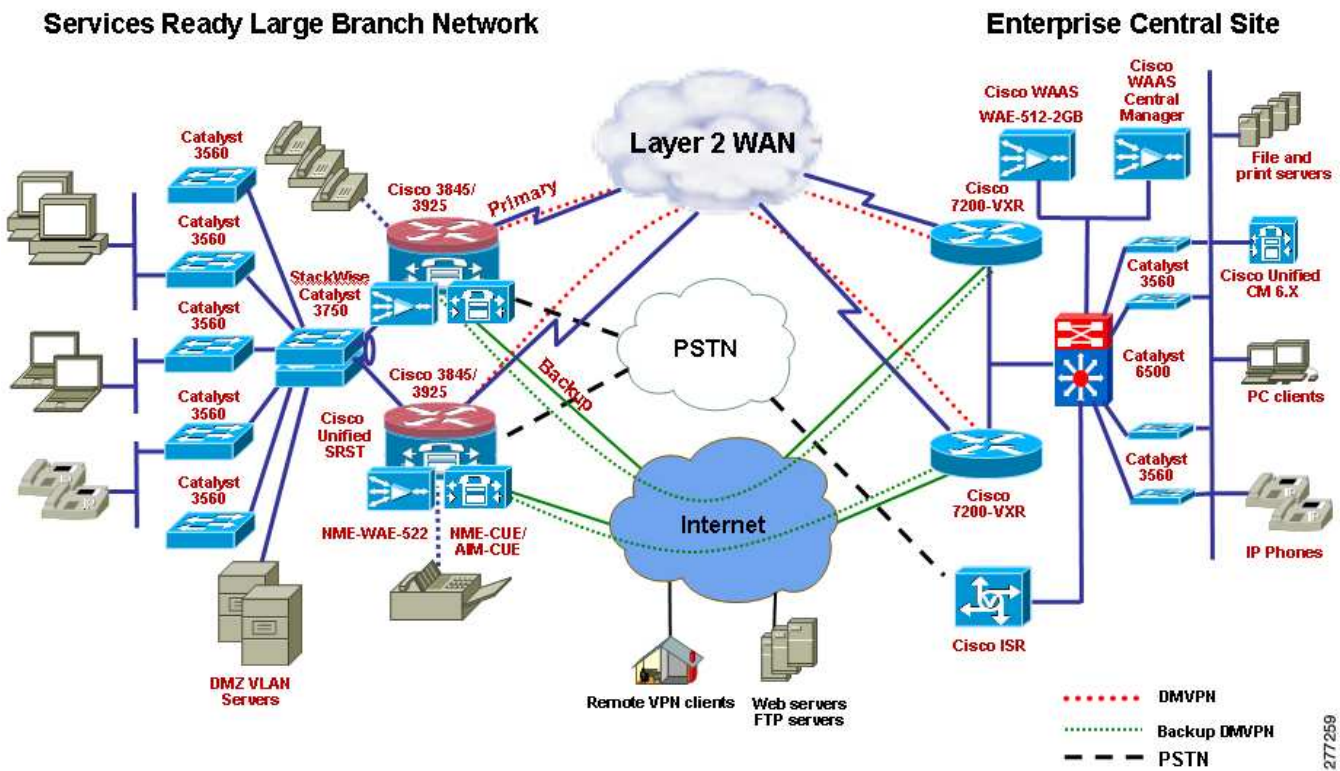 Services Ready Large Branch Network
Enterprise Central Site
Catalyst
3560
Catalyst
3560
Catalyst
3560
Catalyst
3560
Catalyst
3560
StackWise
Catalyst
3750
Cisco 3845/
3925
Primary
Cisco 3845/
3925
Cisco
Unified
SRST
NME-WAE-522
NME-CUE/
AIM-CUE
DMZ VLAN
Servers
Backup
Layer 2 WAN
PSTN
Internet
Remote VPN clients
Web servers
FTP servers
Cisco
7200-VXR
Cisco
7200-VXR
Cisco ISR
Cisco WAAS
WAE-512-2GB
Cisco
WAAS
Central
Manager
Catalyst
3560
Catalyst
6500
Catalyst
3560
File and
print servers
Cisco Unified
CM 6.X
PC clients
IP Phones
DMVPN
Backup DMVPN
PSTN
277259